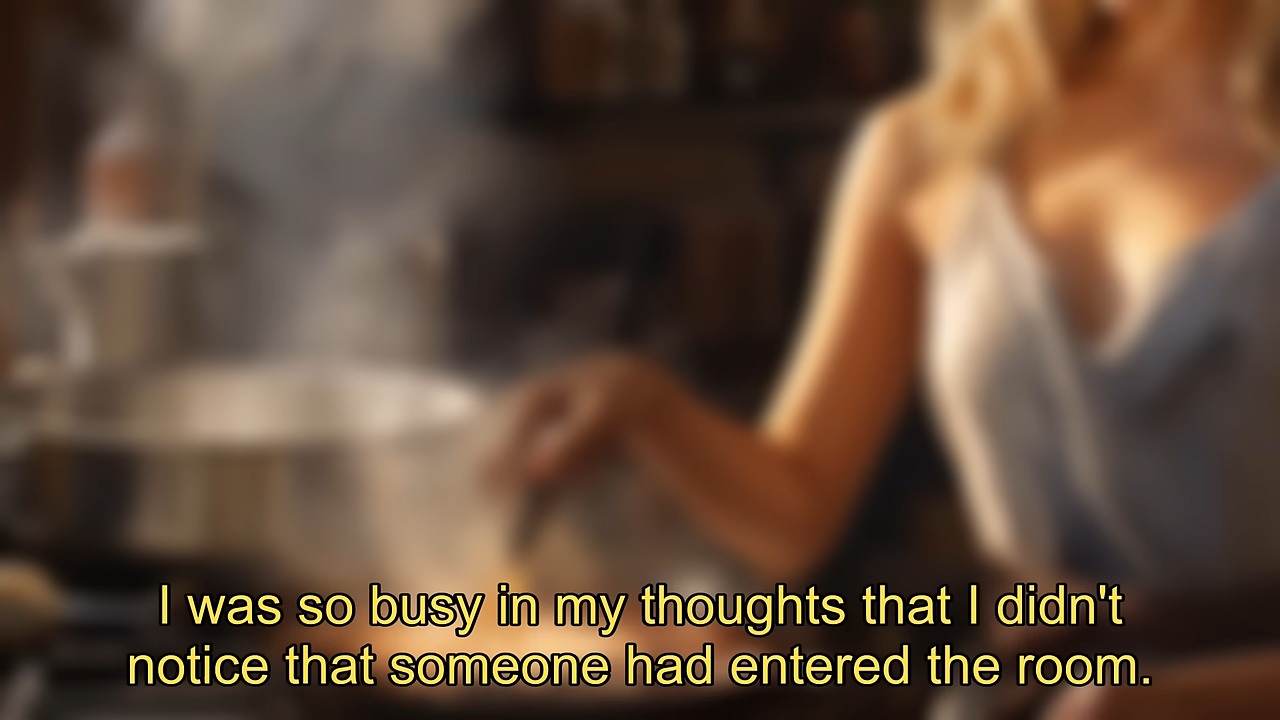 I was so busy in my thoughts that I didn't
notice that someone had entered the room.